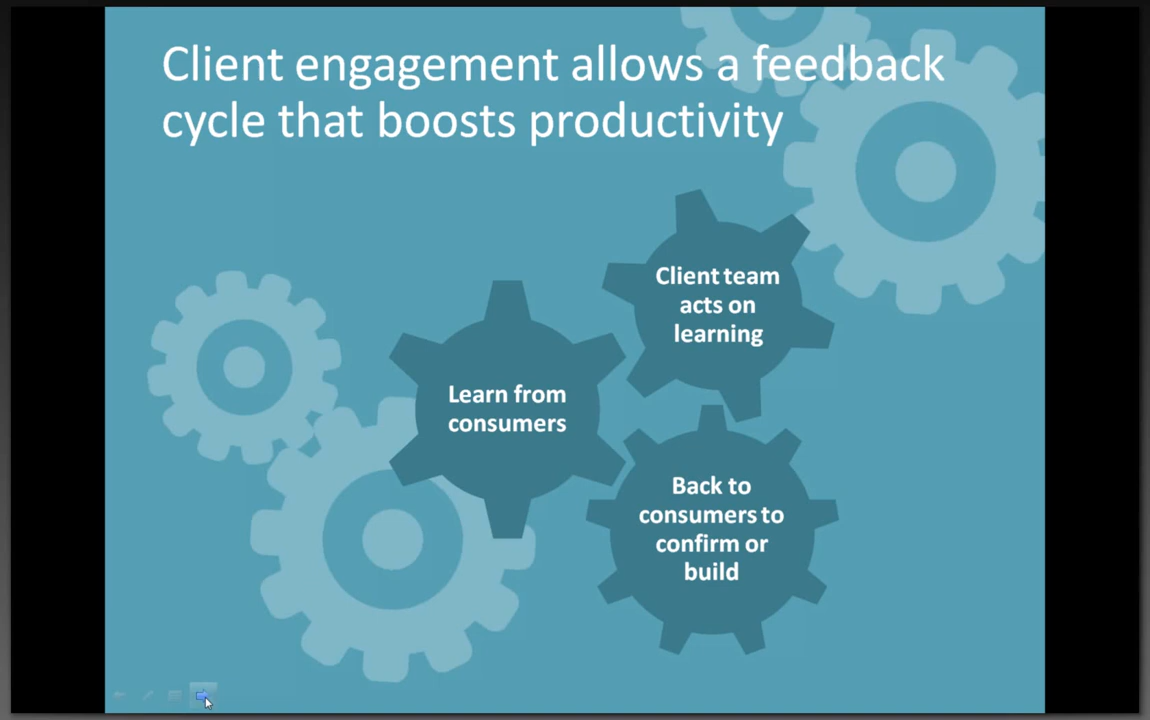 Client engagement allows a feedback
cycle that boosts productivity
Client team
acts on
learning
Learn from
consumers
Back to
consumers to
confirm or
build